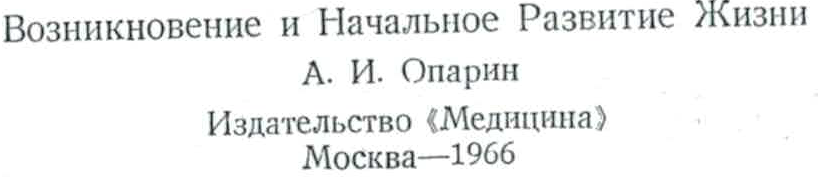 Возникновение и Начальное Развитие Жизни
А. И. Опарин
Издательство «Медицина»
Москва—1966